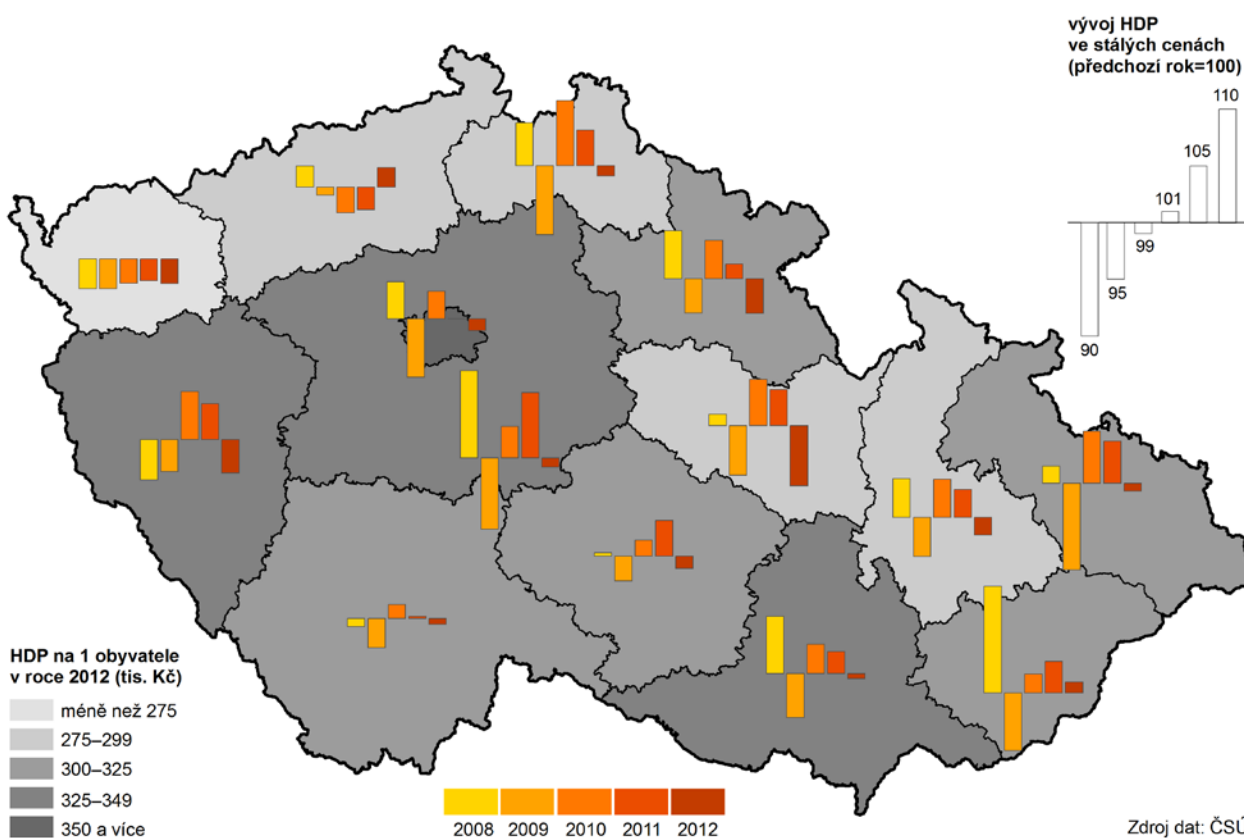 vývoj HDP
ve stálých cenách
(předchozí rok=100)
110
105
101
99
95
90
HDP na 1 obyvatele
v roce 2012 (tis. Kč)
méně než 275
275–299
300–325
325–349
350 a více
2008 2009 2010 2011 2012
Zdroj dat: ČSÚ